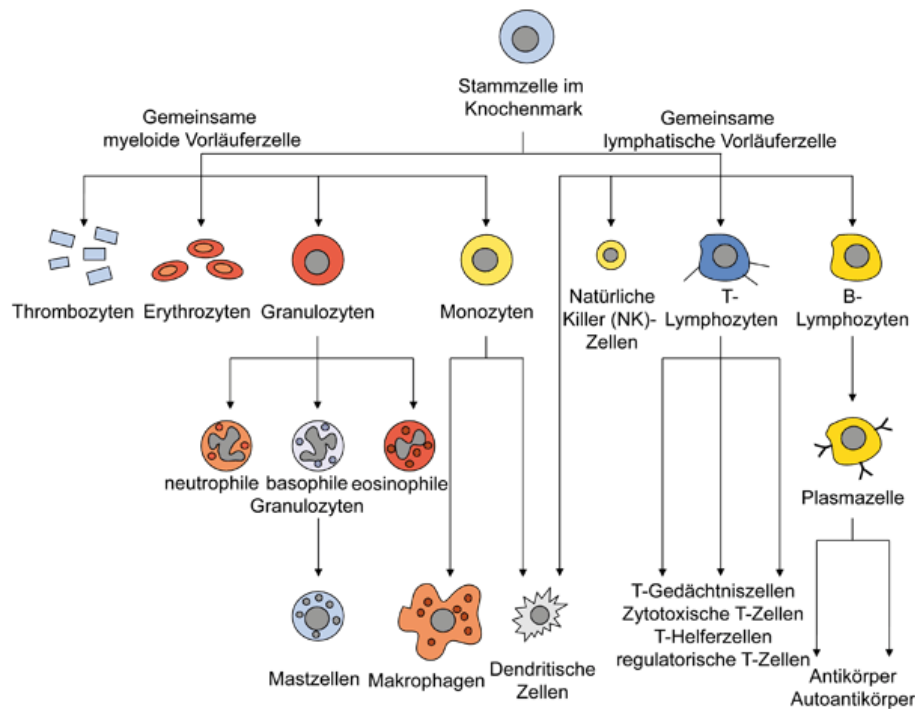 Stammzelle im
Knochenmark
Gemeinsame
myeloide Vorläuferzelle
Gemeinsame
lymphatische Vorläuferzelle
Thrombozyten
Erythrozyten
Granulozyten
Monozyten
Natürliche
Killer (NK)-
Zellen
T-
Lymphozyten
B-
Lymphozyten
neutrophile basophile eosinophile
Granulozyten
Plasmazelle
Mastzellen
Makrophagen
Dendritische
Zellen
T-Gedächtniszellen
Zytotoxische T-Zellen
T-Helferzellen
regulatorische T-Zellen
Antikörper
Autoantikörper